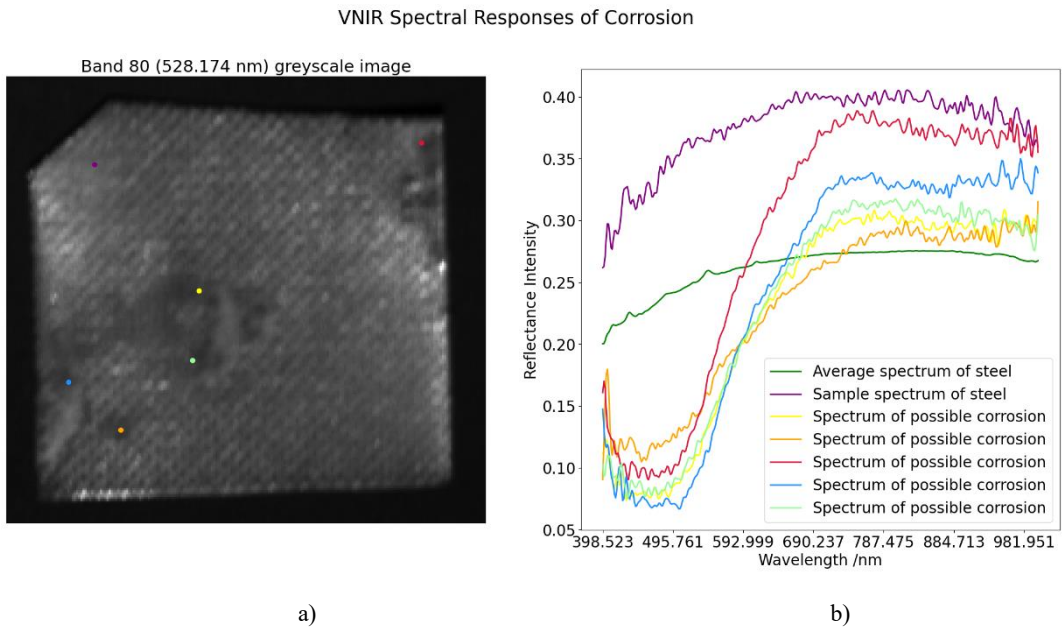 VNIR Spectral Responses of Corrosion
Band 80 (528.174 nm) greyscale image
a)
Reflectance Intensity
0.40
0.35
0.30
0.25
0.20
0.15
0.10
0.05
Average spectrum of steel
Sample spectrum of steel
Spectrum of possible corrosion
Spectrum of possible corrosion
Spectrum of possible corrosion
Spectrum of possible corrosion
Spectrum of possible corrosion
398.523 495.761 592.999 690.237 787.475 884.713 981.951
Wavelength /nm
b)